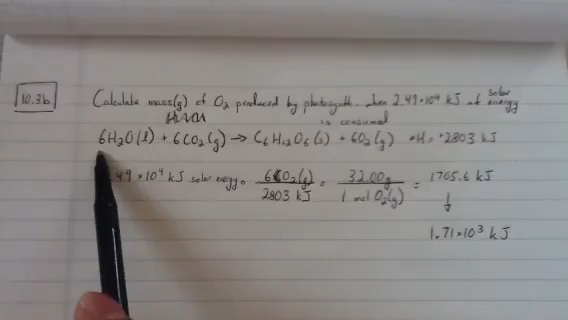 10.3b
Calculate mass(g) of O2 produced by photosynth. when 2.49×10⁴ kJ of solar energy
is consumed
6H2O(l) + 6CO2(g) → C6H12O6(s) + 6O2(g) ΔH = +2803 kJ
.49 × 10⁴ kJ solar energy × 6 O2(g) / 2803 kJ = 32.00g / 1 mol O2(g) = 1705.6 kJ
↓
1.71×10³ kJ